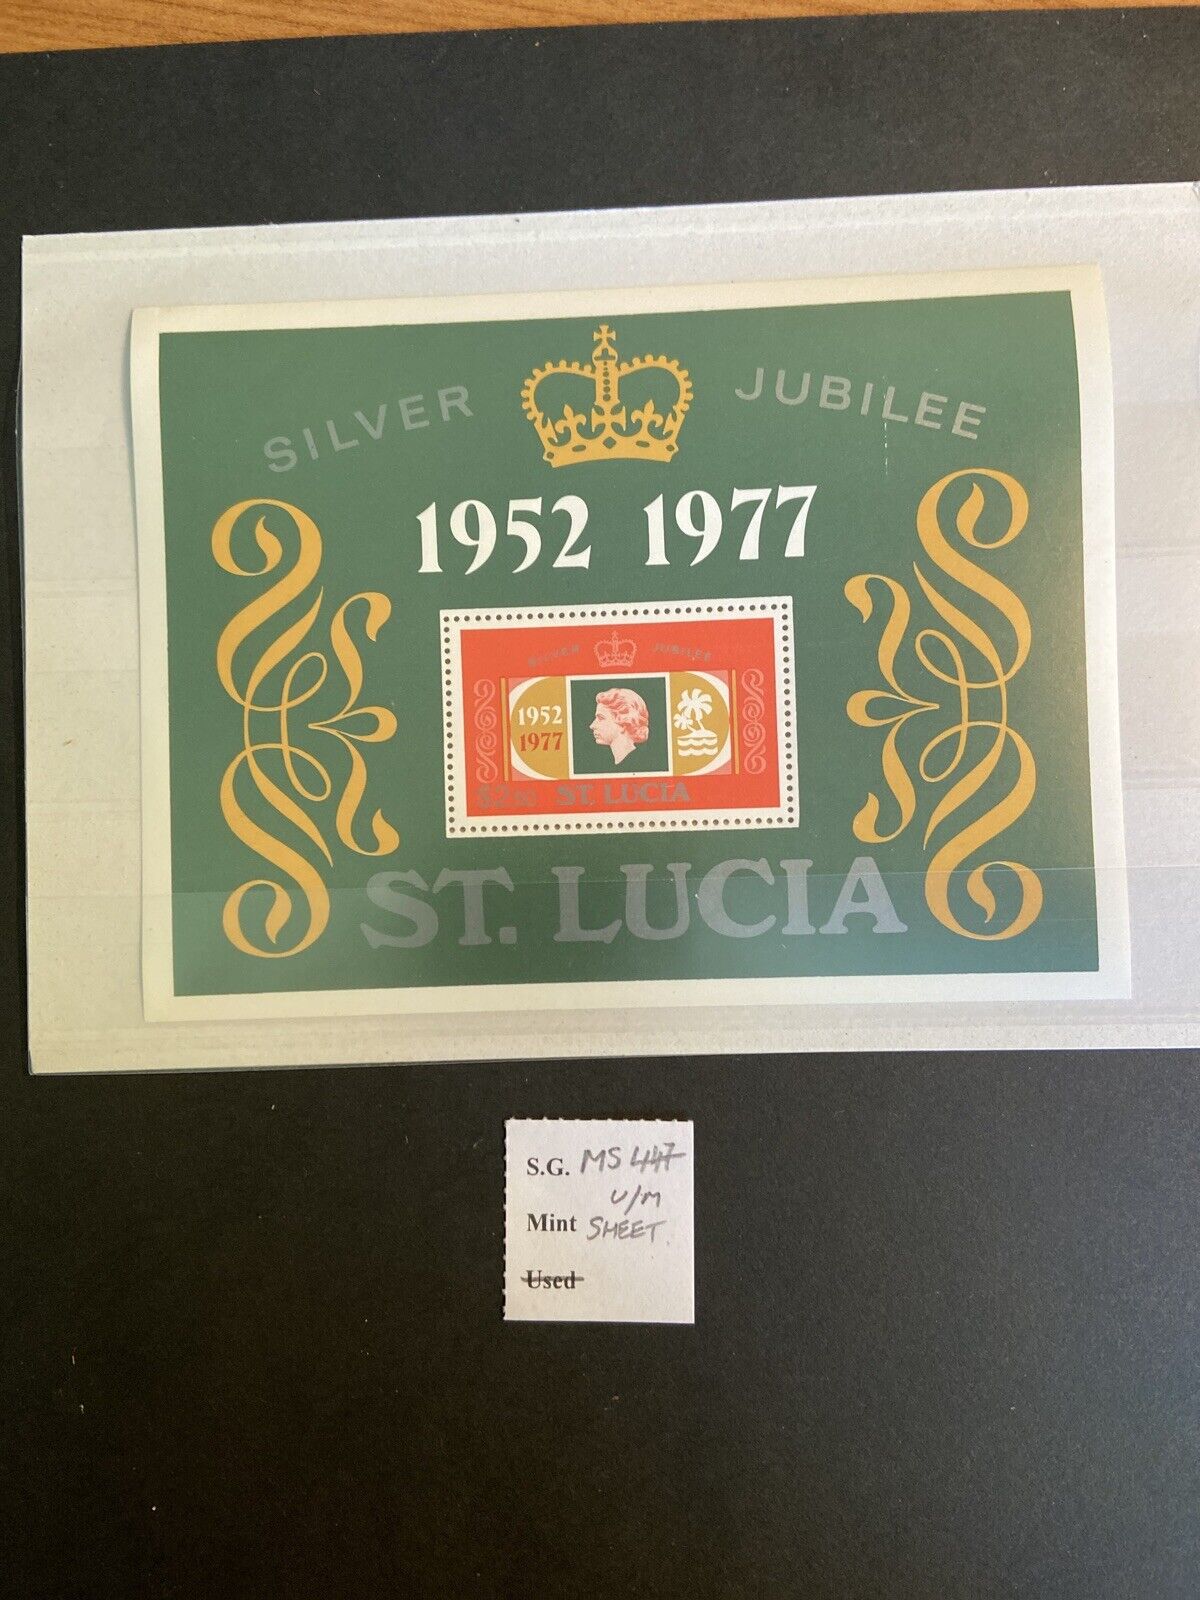 SILVER JUBILEE
1952 1977
SILVER JUBILEE
1952
1977
$2.50 ST. LUCIA
ST. LUCIA
S.G. MS 447
U/M
Mint SHEET.
Used